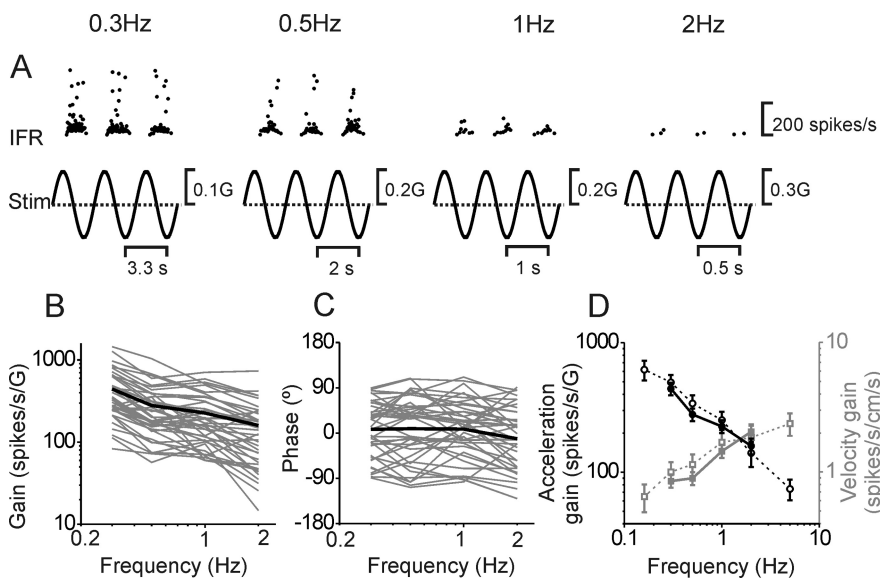 0.3Hz 0.5Hz 1Hz 2Hz
A
IFR
200 spikes/s
Stim
0.1G 0.2G 0.2G 0.3G
3.3 s 2 s 1 s 0.5 s
B
Gain (spikes/s/G)
1000
100
10
0.2 1 2
Frequency (Hz)
C
Phase (º)
180
90
0
-90
-180
0.2 1 2
Frequency (Hz)
D
Acceleration
gain (spikes/s/G)
1000
100
10
1
Velocity gain
(spikes/s/cm/s)
0.1 1 10
Frequency (Hz)